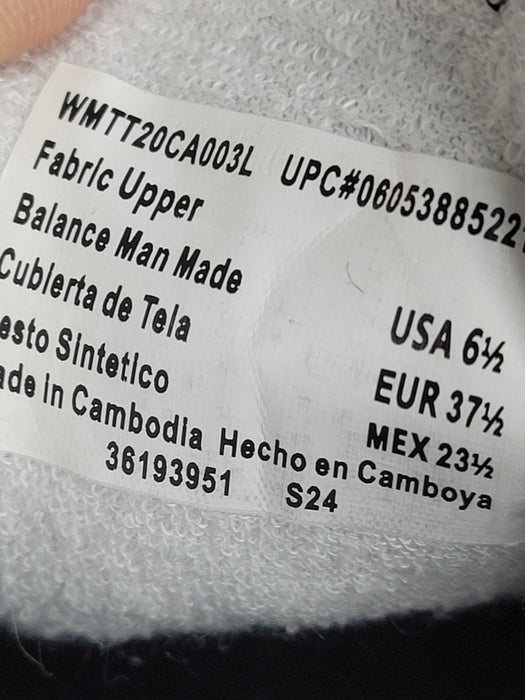 WMTT20CA003L UPC#0605388522
Fabric Upper
Balance Man Made
Cubierta de Tela
esto Sintetico
ade in Cambodia Hecho en Camboya
36193951 S24
USA 6½
EUR 37½
MEX 23½